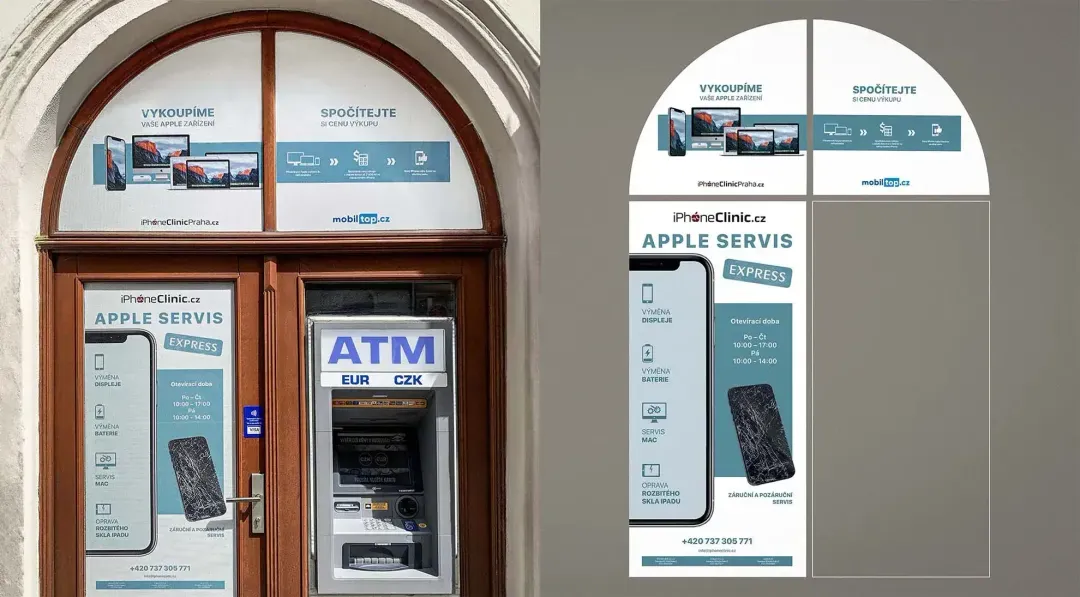 VYKOUPÍME
VAŠE APPLE ZAŘÍZENÍ
SPOČÍTEJTE
SI CENU VÝKUPU
iPhoneClinicPraha.cz
mobiltop.cz
iPhoneClinic.cz
APPLE SERVIS
EXPRESS
VÝMĚNA
DISPLEJE
Otevírací doba
Po – Čt
10:00 – 17:00
Pá
10:00 – 14:00
VÝMĚNA
BATERIE
SERVIS
MAC
OPRAVA
ROZBITÉHO
SKLA IPADU
ZÁRUČNÍ A POZÁRUČNÍ
SERVIS
+420 737 305 771
VISA
ATM
EUR CZK
VYKOUPÍME
VAŠE APPLE ZAŘÍZENÍ
SPOČÍTEJTE
SI CENU VÝKUPU
iPhoneClinicPraha.cz
mobiltop.cz
iPhoneClinic.cz
APPLE SERVIS
EXPRESS
VÝMĚNA
DISPLEJE
Otevírací doba
Po – Čt
10:00 – 17:00
Pá
10:00 – 14:00
VÝMĚNA
BATERIE
SERVIS
MAC
OPRAVA
ROZBITÉHO
SKLA IPADU
ZÁRUČNÍ A POZÁRUČNÍ
SERVIS
+420 737 305 771
info@iphoneclinic.cz